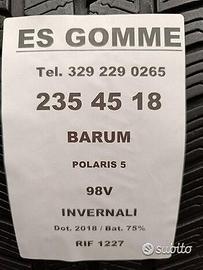 ES GOMME
Tel. 329 229 0265
235 45 18
BARUM
POLARIS 5
98V
INVERNALI
Dot. 2018 / Bat. 75%
RIF 1227
subito